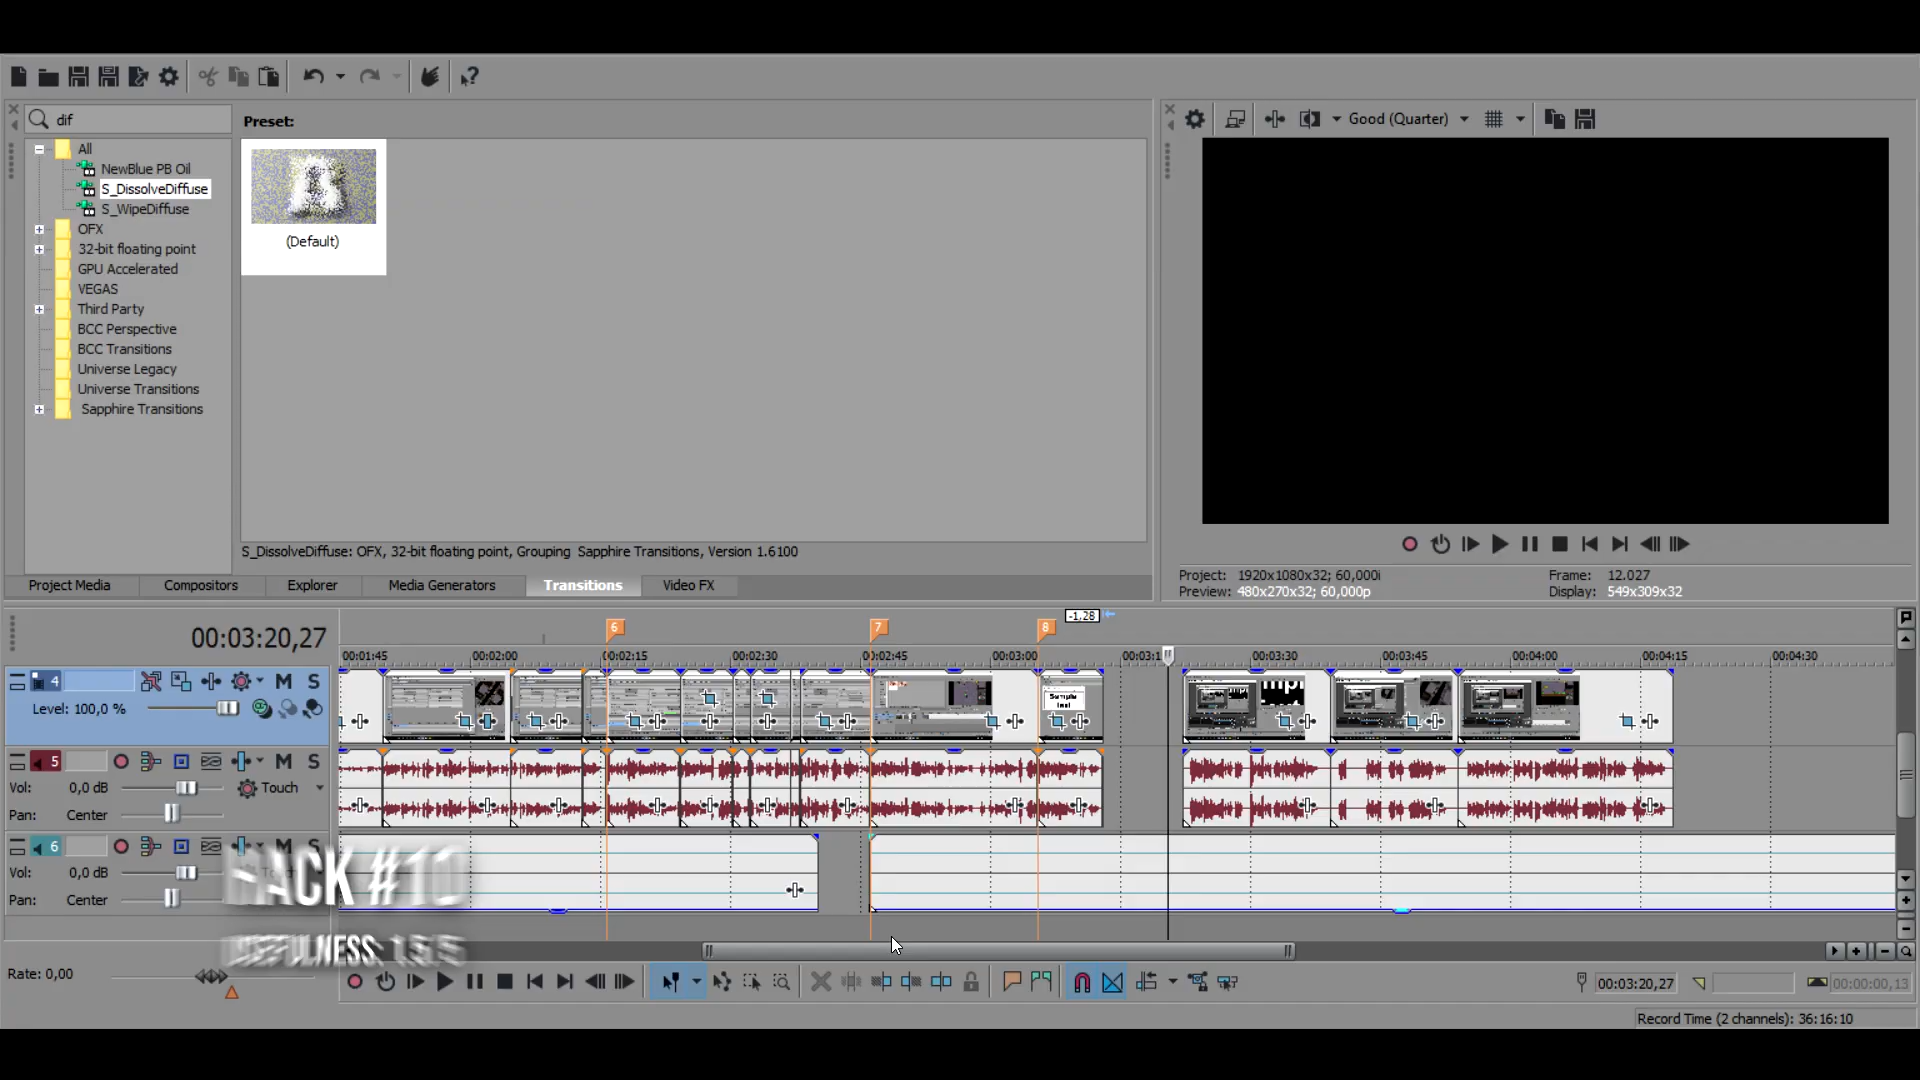 dif
Preset:
Good (Quarter)
All
NewBlue PB Oil
S_DissolveDiffuse
S_WipeDiffuse
OFX
32-bit floating point
GPU Accelerated
VEGAS
Third Party
BCC Perspective
BCC Transitions
Universe Legacy
Universe Transitions
Sapphire Transitions
(Default)
S_DissolveDiffuse: OFX, 32-bit floating point, Grouping Sapphire Transitions, Version 1.6100
Project Media
Compositors
Explorer
Media Generators
Transitions
Video FX
Project: 1920x1080x32; 60,000i
Frame: 12.027
Preview: 480x270x32; 60,000p
Display: 549x309x32
00:03:20,27
6
7
8
-1,28
00:01:45
00:02:00
00:02:15
00:02:30
00:02:45
00:03:00
00:03:1
00:03:30
00:03:45
00:04:00
00:04:15
00:04:30
4
M
S
Level: 100,0 %
Sample
5
M
S
Vol:
0,0 dB
Touch
Pan:
Center
6
M
S
Vol:
0,0 dB
Pan:
Center
HACK #10
USEFULNESS:
Rate: 0,00
00:03:20,27
00:00:00,13
Record Time (2 channels): 36:16:10